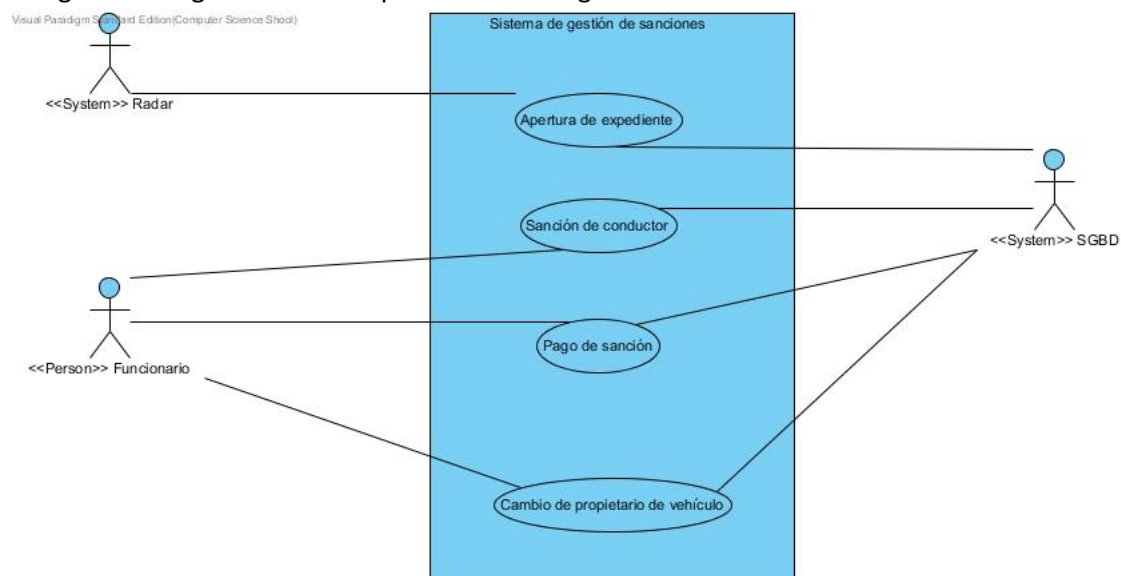 Visual Paradigm Standard Edition(Computer Science Shool)
Sistema de gestión de sanciones
<<System>> Radar
Apertura de expediente
Sanción de conductor
<<System>> SGBD
Pago de sanción
<<Person>> Funcionario
Cambio de propietario de vehículo